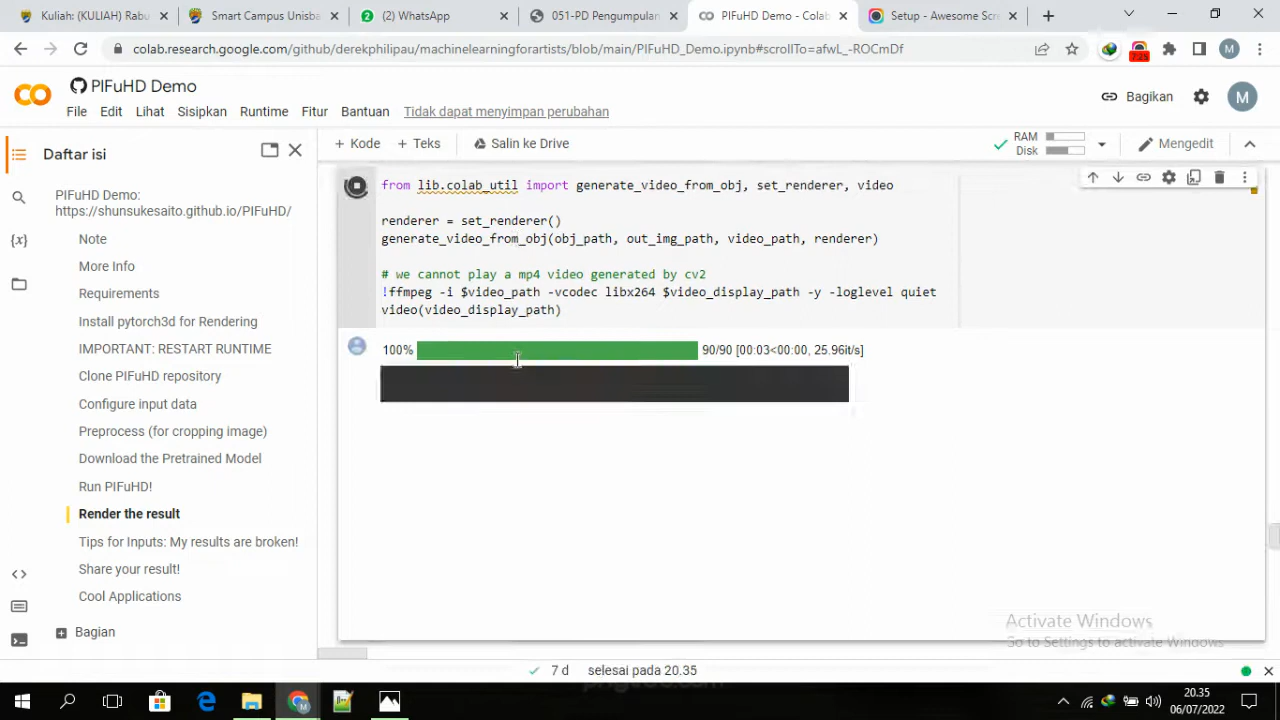 Kuliah: (KULIAH) Rabu
Smart Campus Unisba
(2) WhatsApp
051-PD Pengumpulan
PIFuHD Demo - Colab
Setup - Awesome Scre
colab.research.google.com/github/derekphilipau/machinelearningforartists/blob/main/PIFuHD_Demo.ipynb#scrollTo=afwL_-ROCmDf
7:25
M
PIFuHD Demo
Bagikan
M
File Edit Lihat Sisipkan Runtime Fitur Bantuan Tidak dapat menyimpan perubahan
Daftar isi
+ Kode + Teks Salin ke Drive
RAM
Disk
Mengedit
PIFuHD Demo:
https://shunsukesaito.github.io/PIFuHD/
Note
More Info
Requirements
Install pytorch3d for Rendering
IMPORTANT: RESTART RUNTIME
Clone PIFuHD repository
Configure input data
Preprocess (for cropping image)
Download the Pretrained Model
Run PIFuHD!
Render the result
Tips for Inputs: My results are broken!
Share your result!
Cool Applications
Bagian
from lib.colab_util import generate_video_from_obj, set_renderer, video
renderer = set_renderer()
generate_video_from_obj(obj_path, out_img_path, video_path, renderer)
# we cannot play a mp4 video generated by cv2
!ffmpeg -i $video_path -vcodec libx264 $video_display_path -y -loglevel quiet
video(video_display_path)
100% 90/90 [00:03<00:00, 25.96it/s]
Activate Windows
Go to Settings to activate Windows.
7 d selesai pada 20.35
20.35
06/07/2022